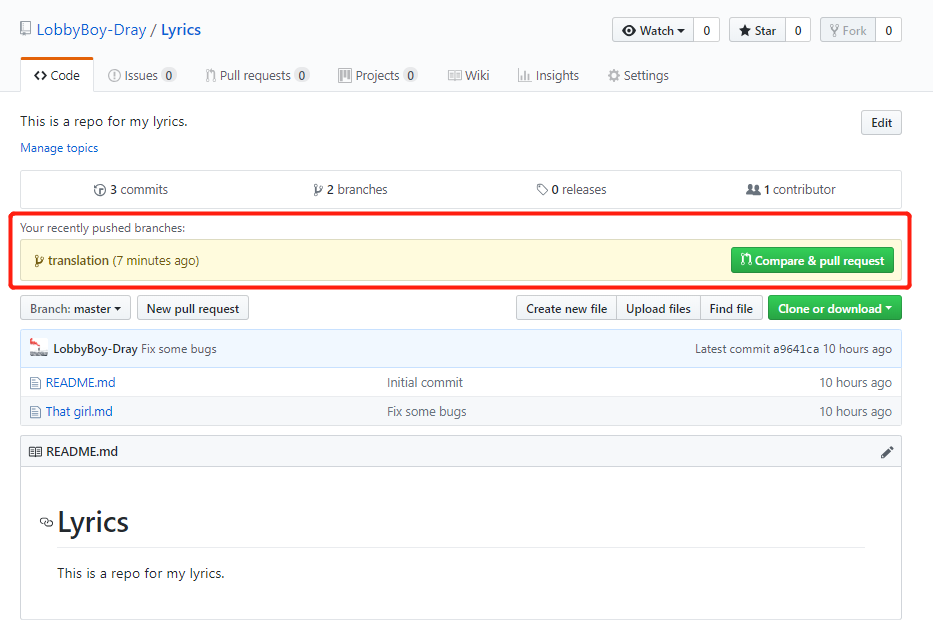 LobbyBoy-Dray / Lyrics
Watch 0 Star 0 Fork 0
Code Issues 0 Pull requests 0 Projects 0 Wiki Insights Settings
This is a repo for my lyrics.
Edit
Manage topics
3 commits 2 branches 0 releases 1 contributor
Your recently pushed branches:
translation (7 minutes ago) Compare & pull request
Branch: master New pull request Create new file Upload files Find file Clone or download
LobbyBoy-Dray Fix some bugs Latest commit a9641ca 10 hours ago
README.md Initial commit 10 hours ago
That girl.md Fix some bugs 10 hours ago
README.md
Lyrics
This is a repo for my lyrics.